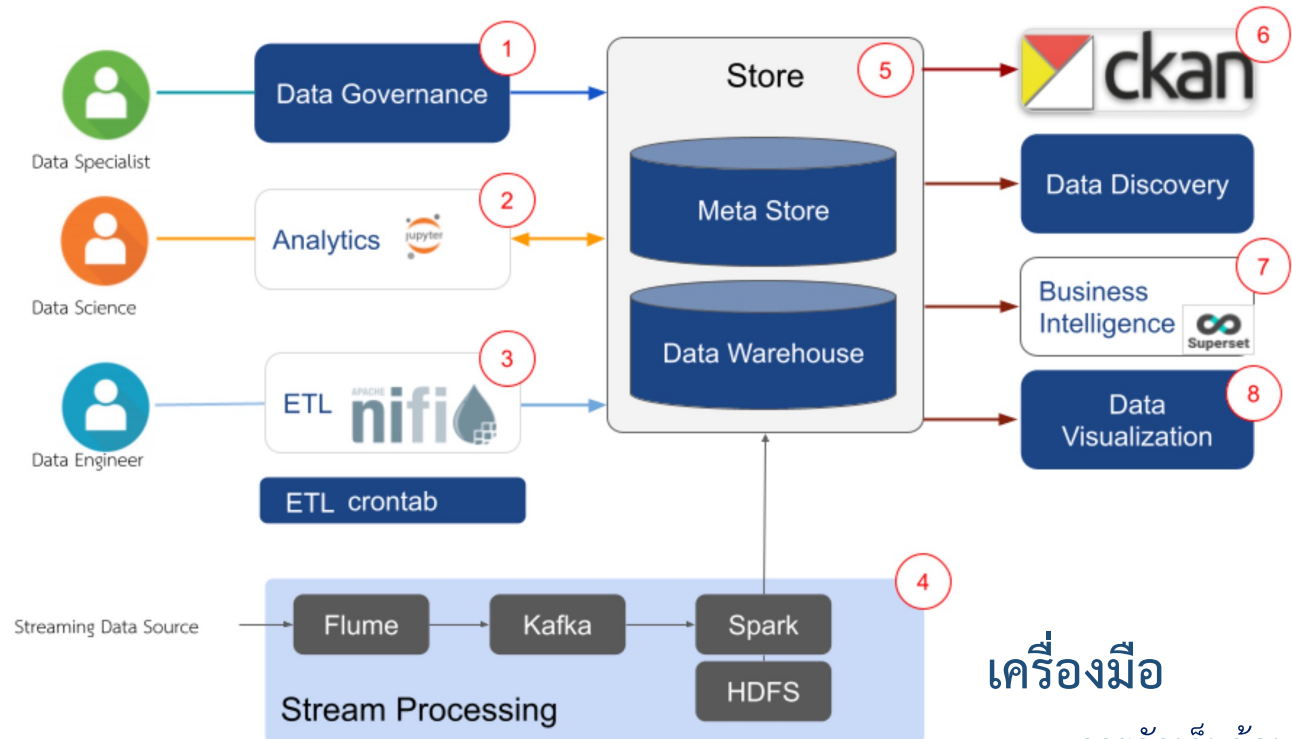 1
Data Governance
Data Specialist
2
Analytics
jupyter
Data Science
3
ETL
APACHE
nifi
Data Engineer
ETL crontab
Store
5
Meta Store
Data Warehouse
6
ckan
Data Discovery
7
Business
Intelligence
Superset
8
Data
Visualization
4
Streaming Data Source
Flume
Kafka
Spark
HDFS
Stream Processing
เครื่องมือ